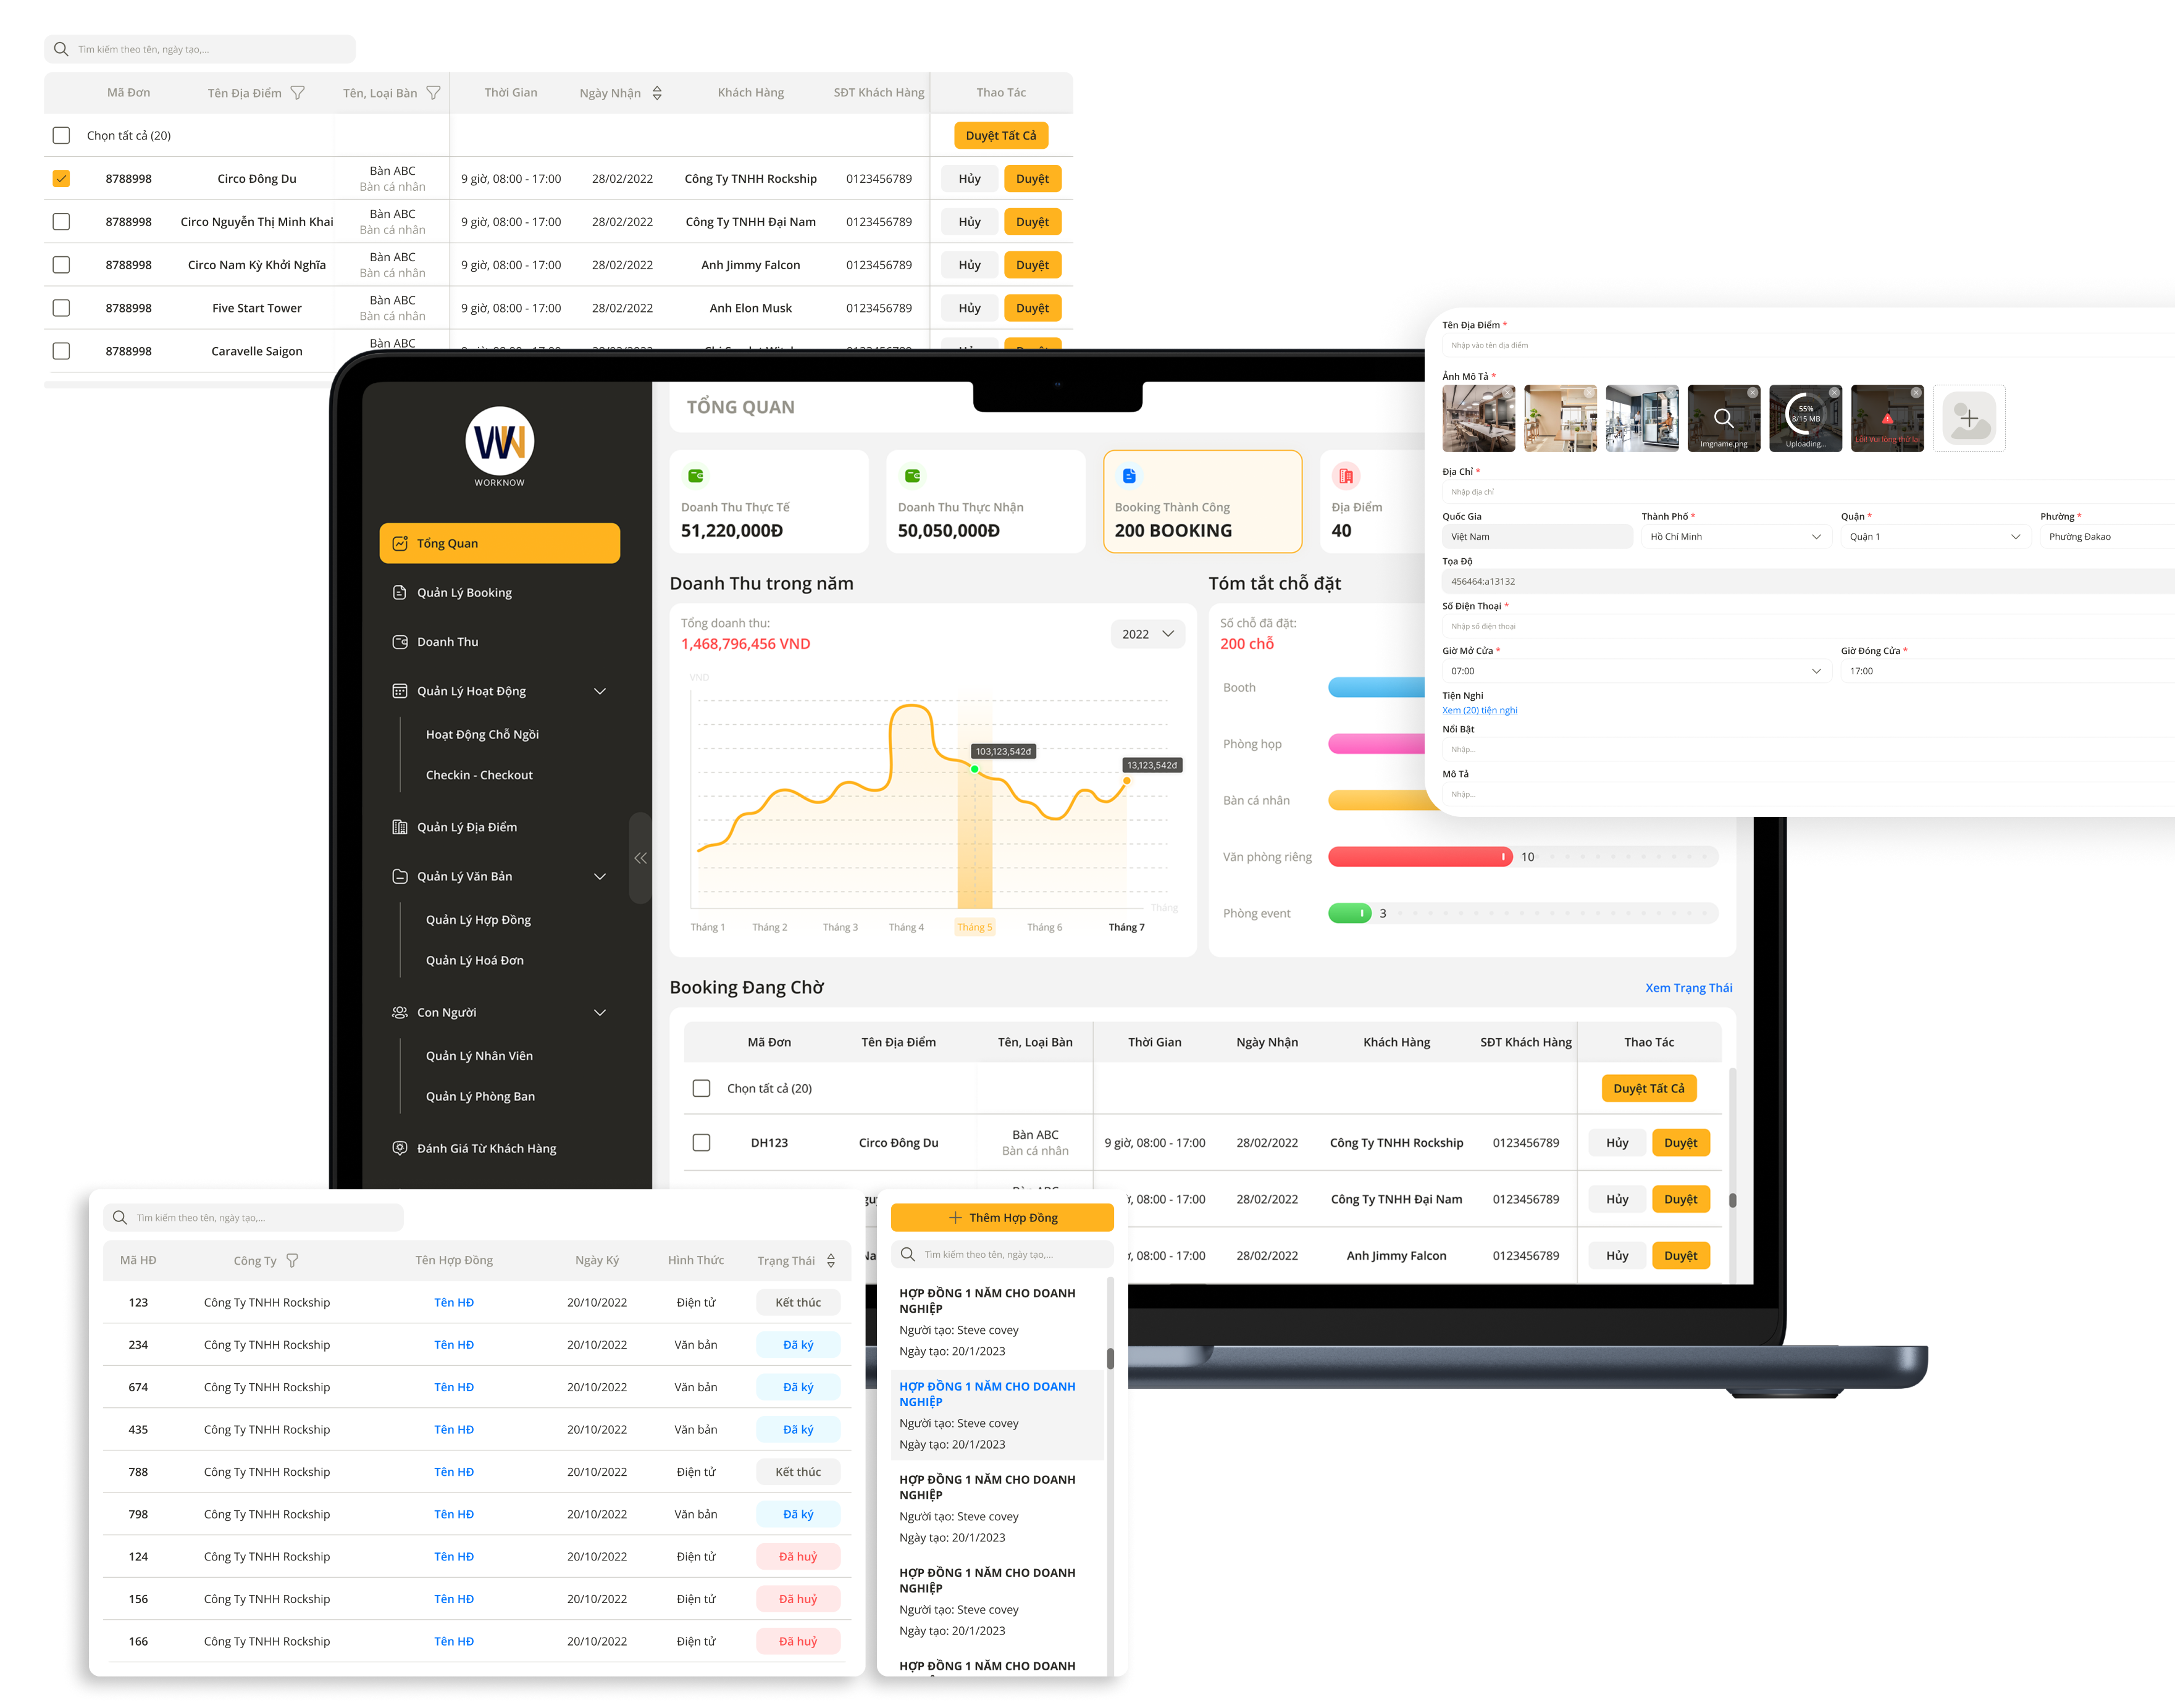 Tìm kiếm theo tên, ngày tạo,...
Mã Đơn Tên Địa Điểm Tên, Loại Bàn Thời Gian Ngày Nhận Khách Hàng SĐT Khách Hàng Thao Tác
Chọn tất cả (20) Duyệt Tất Cả
8788998 Circo Đông Du Bàn ABC Bàn cá nhân 9 giờ, 08:00 - 17:00 28/02/2022 Công Ty TNHH Rockship 0123456789 Hủy Duyệt
8788998 Circo Nguyễn Thị Minh Khai Bàn ABC Bàn cá nhân 9 giờ, 08:00 - 17:00 28/02/2022 Công Ty TNHH Đại Nam 0123456789 Hủy Duyệt
8788998 Circo Nam Kỳ Khởi Nghĩa Bàn ABC Bàn cá nhân 9 giờ, 08:00 - 17:00 28/02/2022 Anh Jimmy Falcon 0123456789 Hủy Duyệt
8788998 Five Start Tower Bàn ABC Bàn cá nhân 9 giờ, 08:00 - 17:00 28/02/2022 Anh Elon Musk 0123456789 Hủy Duyệt
8788998 Caravelle Saigon Bàn ABC
WORKNOW
Tổng Quan
Quản Lý Booking
Doanh Thu
Quản Lý Hoạt Động
Hoạt Động Chỗ Ngồi
Checkin - Checkout
Quản Lý Địa Điểm
Quản Lý Văn Bản
Quản Lý Hợp Đồng
Quản Lý Hoá Đơn
Con Người
Quản Lý Nhân Viên
Quản Lý Phòng Ban
Đánh Giá Từ Khách Hàng
TỔNG QUAN
Doanh Thu Thực Tế
51,220,000Đ
Doanh Thu Thực Nhận
50,050,000Đ
Booking Thành Công
200 BOOKING
Địa Điểm
40
Doanh Thu trong năm
Tổng doanh thu:
1,468,796,456 VND
2022
VND
103,123,542đ
13,123,542đ
Tháng
Tháng 1 Tháng 2 Tháng 3 Tháng 4 Tháng 5 Tháng 6 Tháng 7
Tóm tắt chỗ đặt
Số chỗ đã đặt:
200 chỗ
Booth
Phòng họp
Bàn cá nhân
Văn phòng riêng 10
Phòng event 3
Tên Địa Điểm *
Nhập vào tên địa điểm
Ảnh Mô Tả *
Imgname.png
55%
8/15 MB
Uploading...
Lỗi! Vui lòng thử lại
Địa Chỉ *
Nhập địa chỉ
Quốc Gia Thành Phố * Quận * Phường *
Việt Nam Hồ Chí Minh Quận 1 Phường Đakao
Tọa Độ
456464:a13132
Số Điện Thoại *
Nhập số điện thoại
Giờ Mở Cửa * Giờ Đóng Cửa *
07:00 17:00
Tiện Nghi
Xem (20) tiện nghi
Nổi Bật
Nhập...
Mô Tả
Nhập...
Booking Đang Chờ Xem Trạng Thái
Mã Đơn Tên Địa Điểm Tên, Loại Bàn Thời Gian Ngày Nhận Khách Hàng SĐT Khách Hàng Thao Tác
Chọn tất cả (20) Duyệt Tất Cả
DH123 Circo Đông Du Bàn ABC Bàn cá nhân 9 giờ, 08:00 - 17:00 28/02/2022 Công Ty TNHH Rockship 0123456789 Hủy Duyệt
08:00 - 17:00 28/02/2022 Công Ty TNHH Đại Nam 0123456789 Hủy Duyệt
08:00 - 17:00 28/02/2022 Anh Jimmy Falcon 0123456789 Hủy Duyệt
Tìm kiếm theo tên, ngày tạo,...
Mã HĐ Công Ty Tên Hợp Đồng Ngày Ký Hình Thức Trạng Thái
123 Công Ty TNHH Rockship Tên HĐ 20/10/2022 Điện tử Kết thúc
234 Công Ty TNHH Rockship Tên HĐ 20/10/2022 Văn bản Đã ký
674 Công Ty TNHH Rockship Tên HĐ 20/10/2022 Văn bản Đã ký
435 Công Ty TNHH Rockship Tên HĐ 20/10/2022 Văn bản Đã ký
788 Công Ty TNHH Rockship Tên HĐ 20/10/2022 Điện tử Kết thúc
798 Công Ty TNHH Rockship Tên HĐ 20/10/2022 Văn bản Đã ký
124 Công Ty TNHH Rockship Tên HĐ 20/10/2022 Điện tử Đã huỷ
156 Công Ty TNHH Rockship Tên HĐ 20/10/2022 Điện tử Đã huỷ
166 Công Ty TNHH Rockship Tên HĐ 20/10/2022 Điện tử Đã huỷ
Thêm Hợp Đồng
Tìm kiếm theo tên, ngày tạo,...
HỢP ĐỒNG 1 NĂM CHO DOANH
NGHIỆP
Người tạo: Steve covey
Ngày tạo: 20/1/2023
HỢP ĐỒNG 1 NĂM CHO DOANH
NGHIỆP
Người tạo: Steve covey
Ngày tạo: 20/1/2023
HỢP ĐỒNG 1 NĂM CHO DOANH
NGHIỆP
Người tạo: Steve covey
Ngày tạo: 20/1/2023
HỢP ĐỒNG 1 NĂM CHO DOANH
NGHIỆP
Người tạo: Steve covey
Ngày tạo: 20/1/2023
HỢP ĐỒNG 1 NĂM CHO DOANH